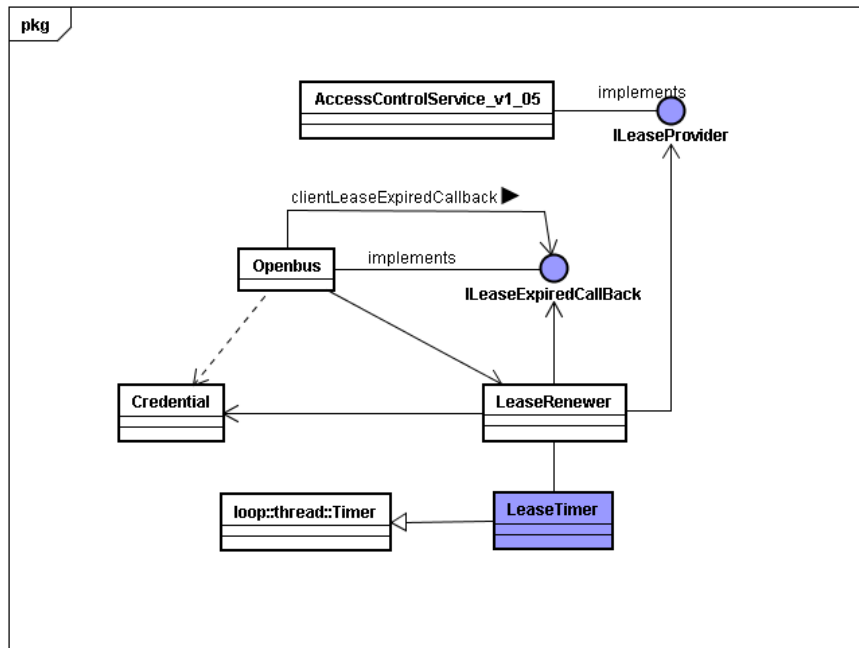 pkg
AccessControlService_v1_05
implements
ILeaseProvider
clientLeaseExpiredCallback
Openbus
implements
ILeaseExpiredCallBack
Credential
LeaseRenewer
loop::thread::Timer
LeaseTimer